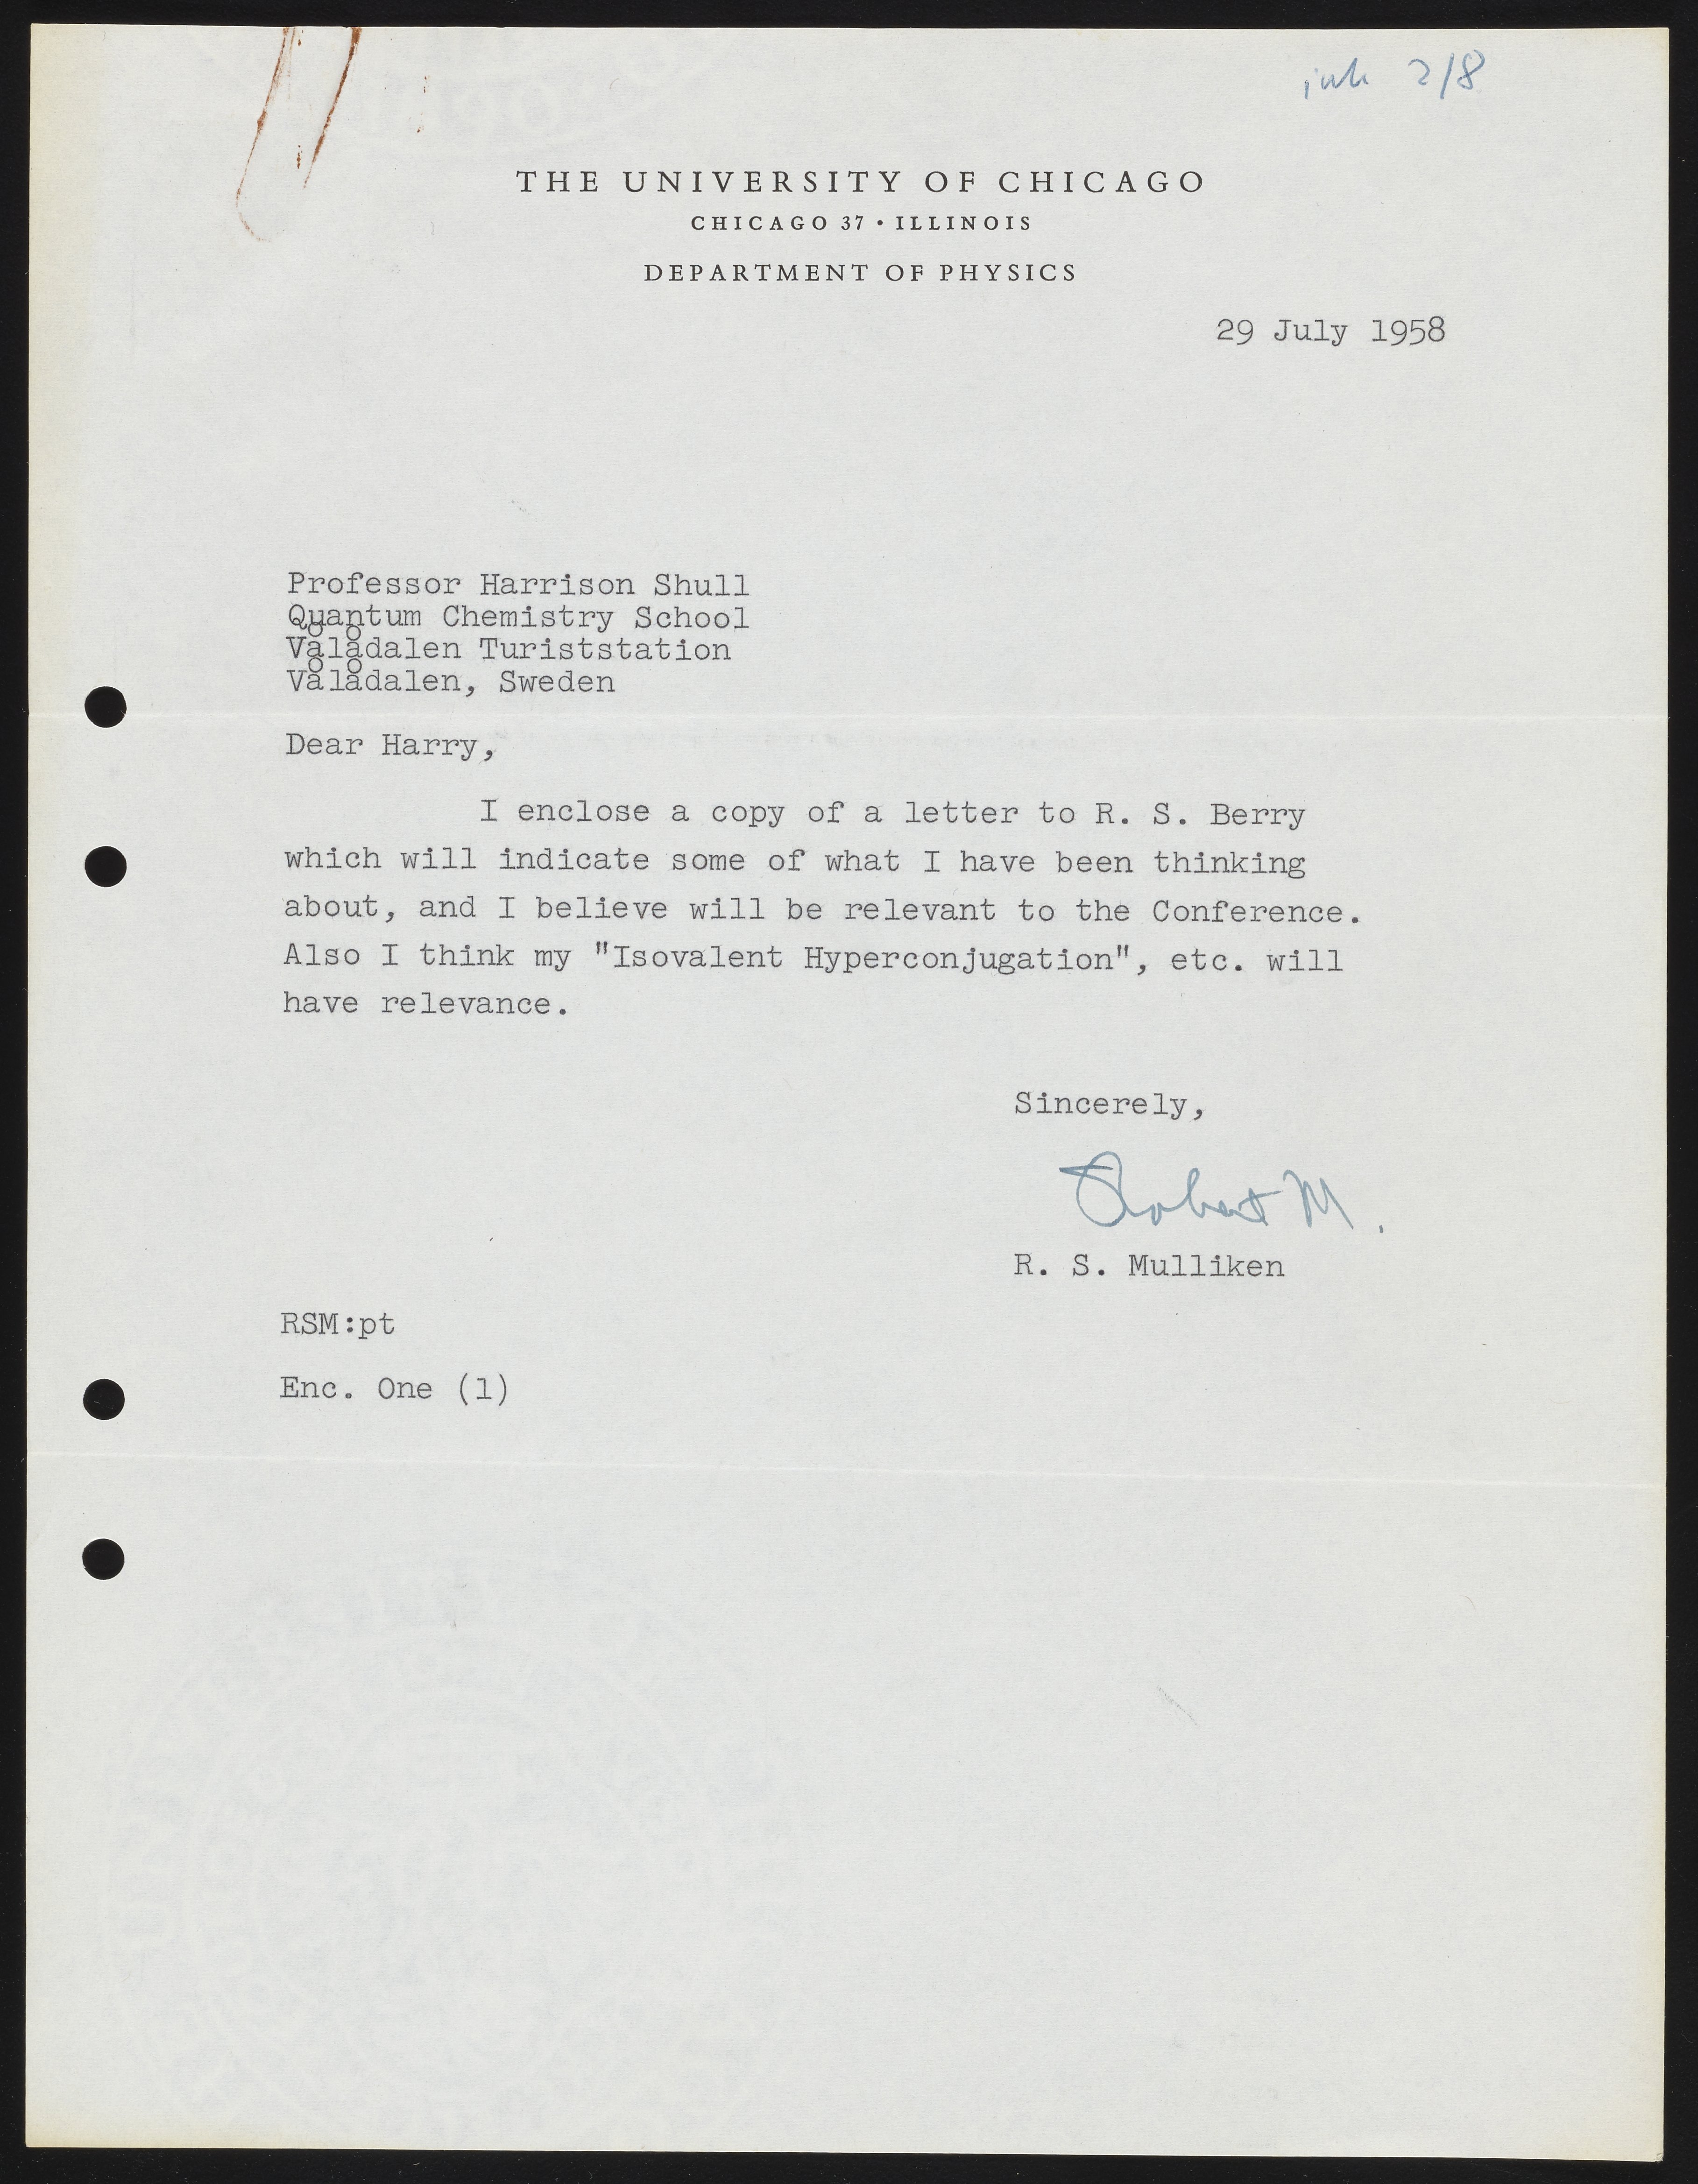 ink 2/8
THE UNIVERSITY OF CHICAGO
CHICAGO 37 • ILLINOIS
DEPARTMENT OF PHYSICS
29 July 1958
Professor Harrison Shull
Quantum Chemistry School
Vålådalen Turiststation
Vålådalen, Sweden
Dear Harry,
I enclose a copy of a letter to R. S. Berry
which will indicate some of what I have been thinking
about, and I believe will be relevant to the Conference.
Also I think my "Isovalent Hyperconjugation", etc. will
have relevance.
Sincerely,
Robert M.
R. S. Mulliken
RSM:pt
Enc. One (1)